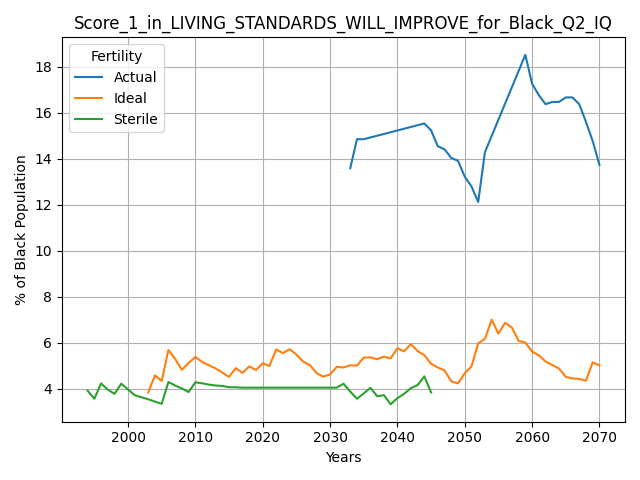 Score_1_in_LIVING_STANDARDS_WILL_IMPROVE_for_Black_Q2_IQ
Fertility
Actual
Ideal
Sterile
% of Black Population
18
16
14
12
10
8
6
4
2000 2010 2020 2030 2040 2050 2060 2070
Years